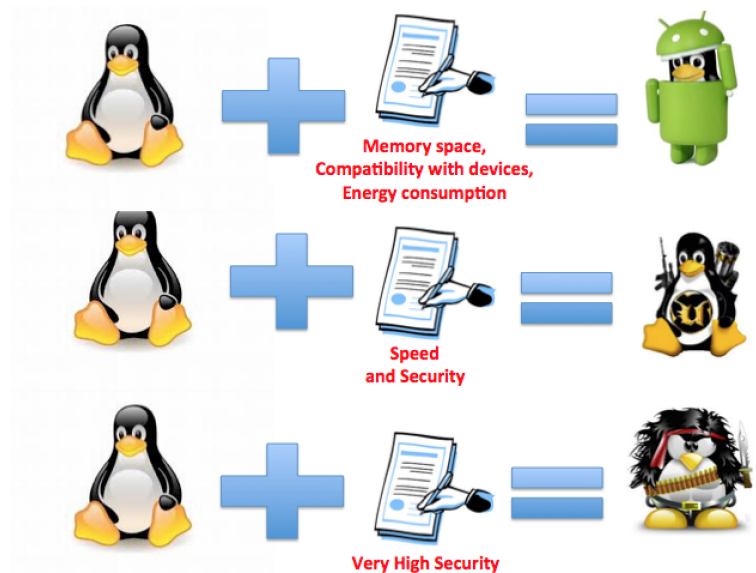 Memory space,
Compatibility with devices,
Energy consumption
Speed
and Security
Very High Security